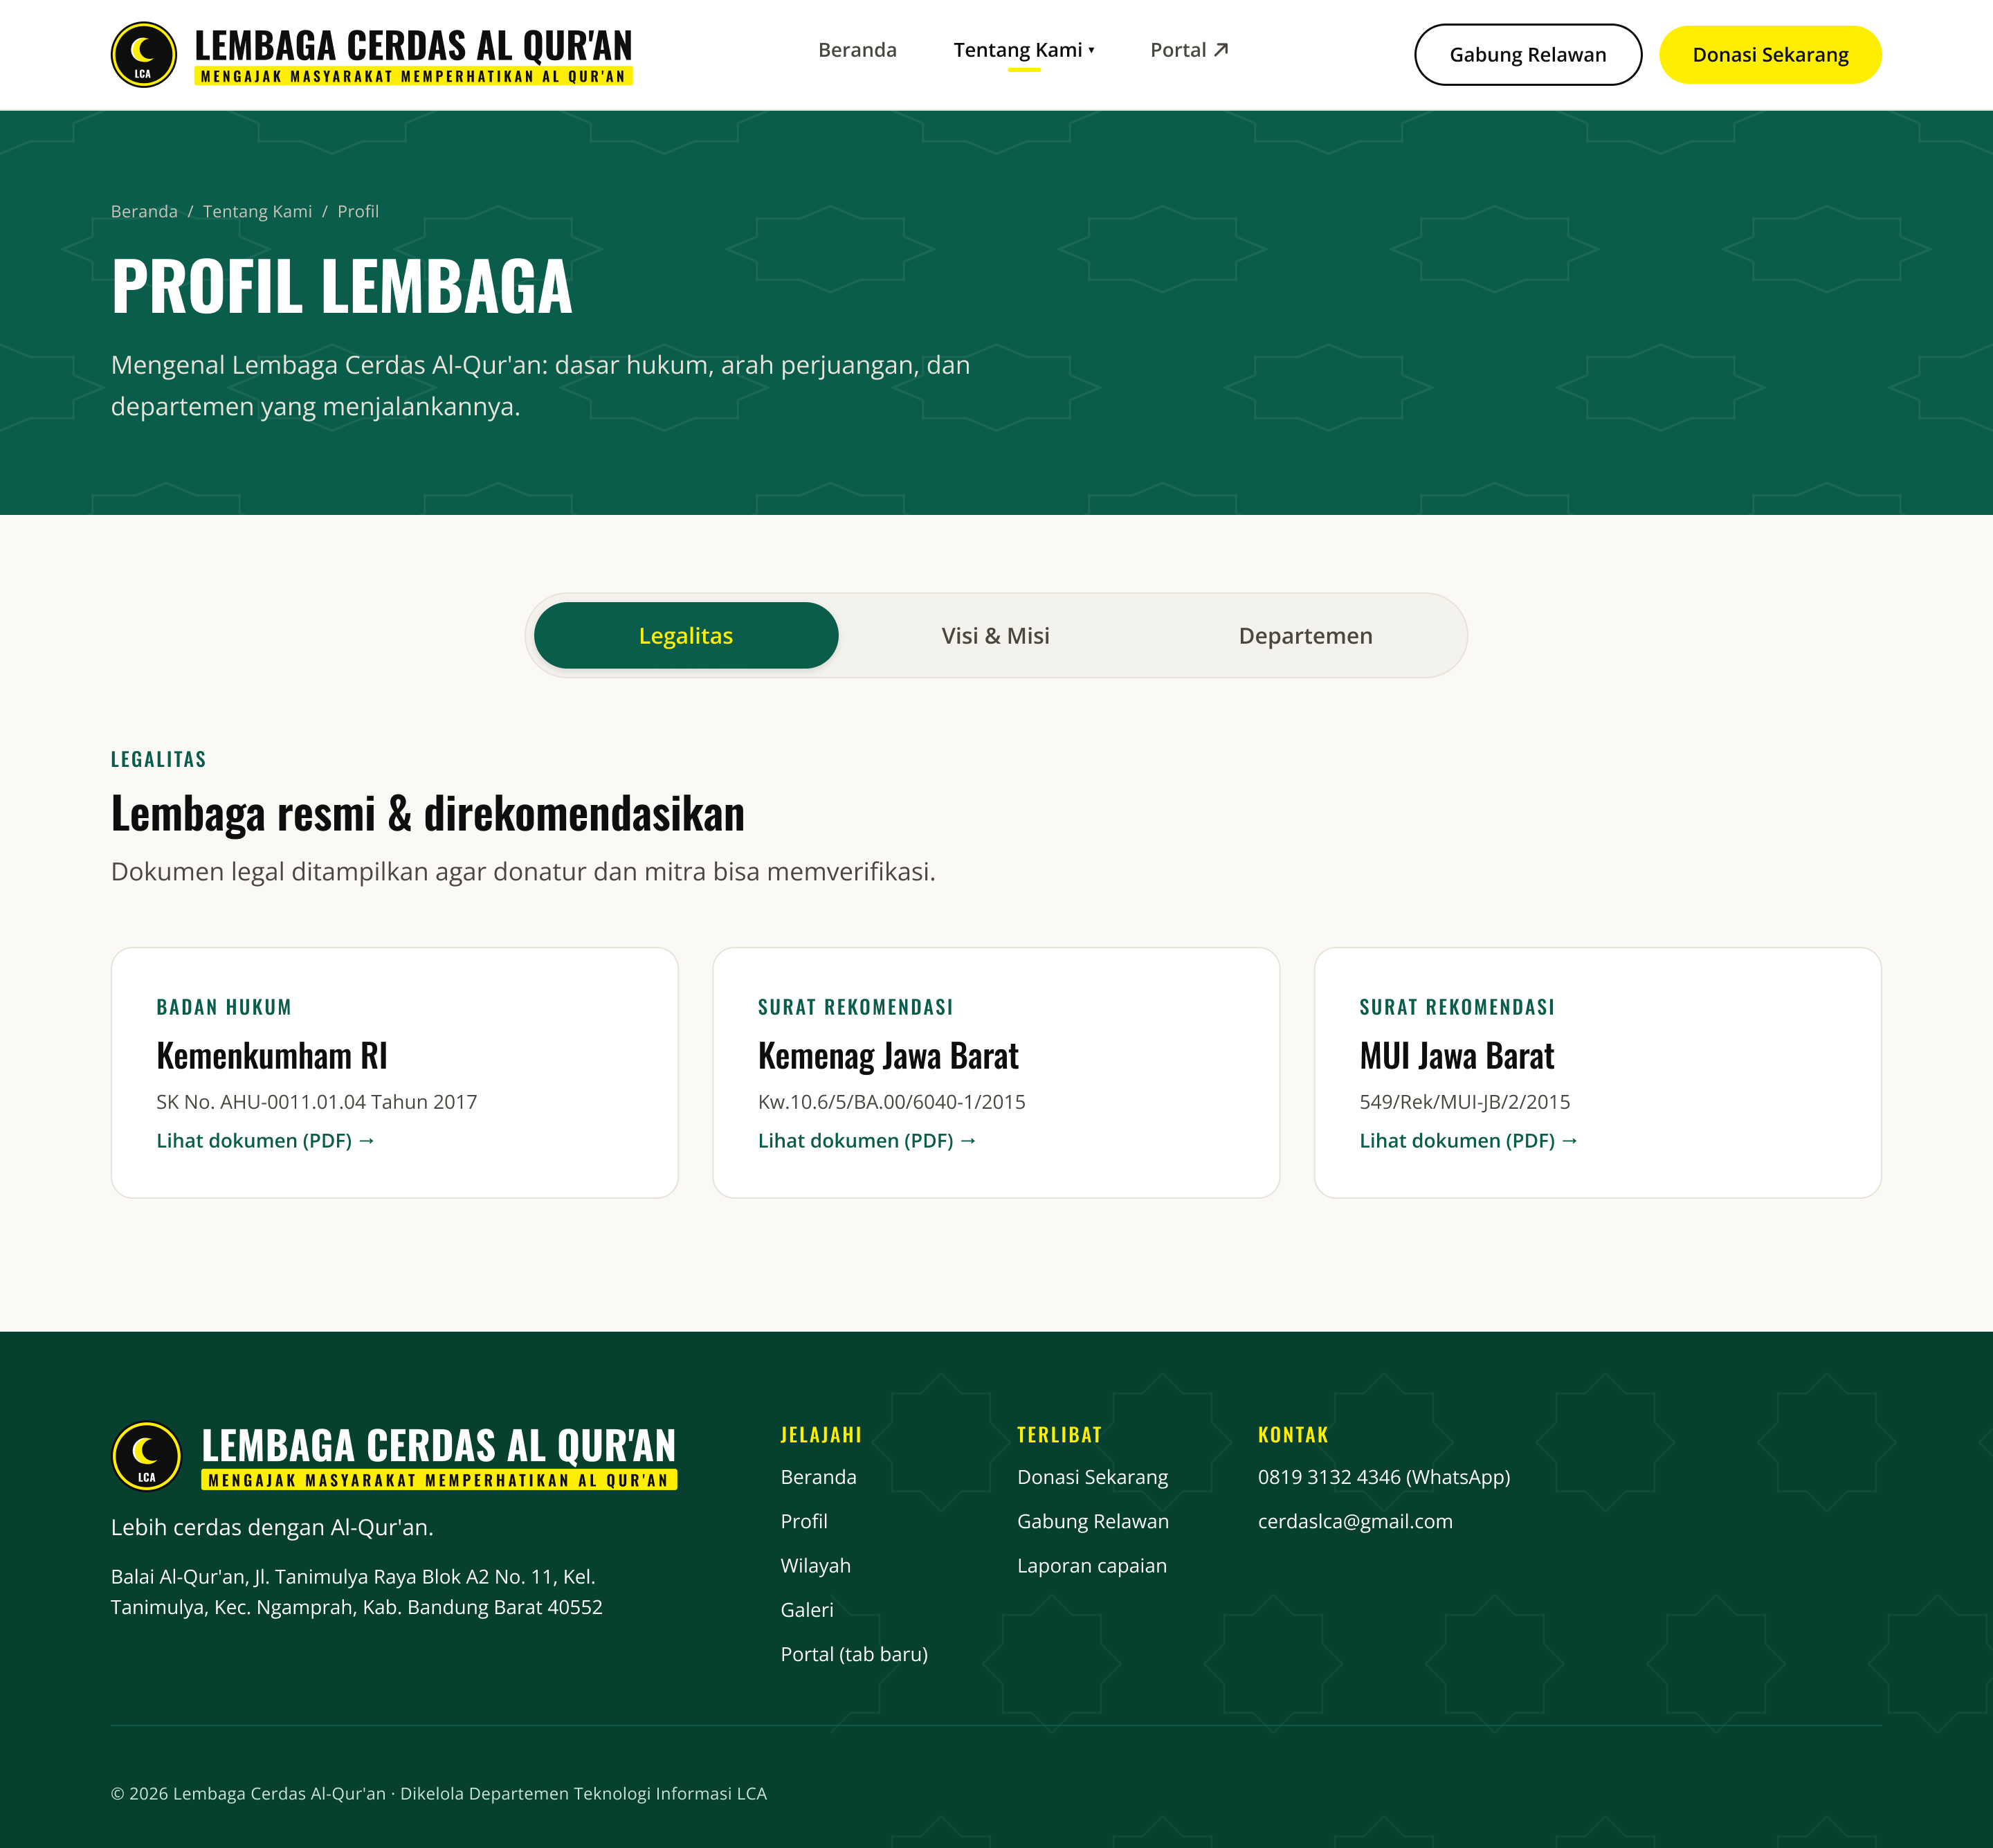 LCA
LEMBAGA CERDAS AL QUR'AN
MENGAJAK MASYARAKAT MEMPERHATIKAN AL QUR'AN
Beranda
Tentang Kami ▾
Portal ↗
Gabung Relawan
Donasi Sekarang
Beranda / Tentang Kami / Profil
PROFIL LEMBAGA
Mengenal Lembaga Cerdas Al-Qur'an: dasar hukum, arah perjuangan, dan
departemen yang menjalankannya.
Legalitas
Visi & Misi
Departemen
LEGALITAS
Lembaga resmi & direkomendasikan
Dokumen legal ditampilkan agar donatur dan mitra bisa memverifikasi.
BADAN HUKUM
Kemenkumham RI
SK No. AHU-0011.01.04 Tahun 2017
Lihat dokumen (PDF) →
SURAT REKOMENDASI
Kemenag Jawa Barat
Kw.10.6/5/BA.00/6040-1/2015
Lihat dokumen (PDF) →
SURAT REKOMENDASI
MUI Jawa Barat
549/Rek/MUI-JB/2/2015
Lihat dokumen (PDF) →
LCA
LEMBAGA CERDAS AL QUR'AN
MENGAJAK MASYARAKAT MEMPERHATIKAN AL QUR'AN
Lebih cerdas dengan Al-Qur'an.
Balai Al-Qur'an, Jl. Tanimulya Raya Blok A2 No. 11, Kel.
Tanimulya, Kec. Ngamprah, Kab. Bandung Barat 40552
JELAJAHI
Beranda
Profil
Wilayah
Galeri
Portal (tab baru)
TERLIBAT
Donasi Sekarang
Gabung Relawan
Laporan capaian
KONTAK
0819 3132 4346 (WhatsApp)
cerdaslca@gmail.com
© 2026 Lembaga Cerdas Al-Qur'an · Dikelola Departemen Teknologi Informasi LCA